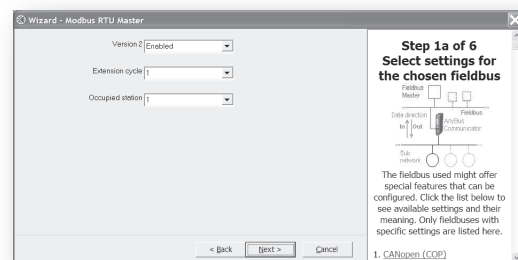 Wizard - Modbus RTU Master
Version 2 Enabled
Extension cycle 1
Occupied station 1
< Back Next > Cancel
Step 1a of 6
Select settings for
the chosen fieldbus
Fieldbus
Master
Fieldbus
Data direction
In Out
AnyBus
Communicator
Sub
network
The fieldbus used might offer
special features that can be
configured. Click the list below to
see available settings and their
meaning. Only fieldbuses with
specific settings are listed here.
1. CANopen (COP)